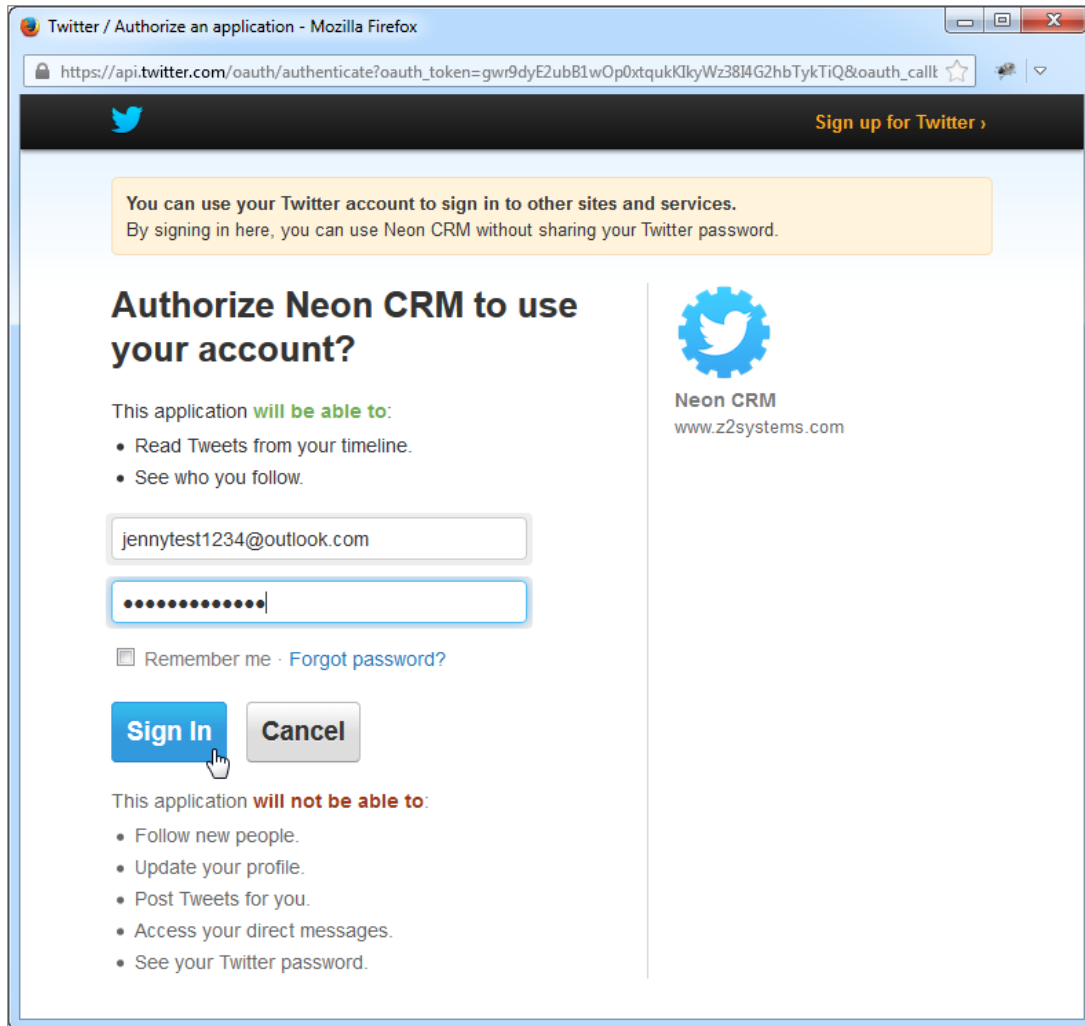 Twitter / Authorize an application - Mozilla Firefox
https://api.twitter.com/oauth/authenticate?oauth_token=gwr9dyE2ubB1wOp0xtqukKIkyWz38I4G2hbTykTiQ&oauth_callb
Sign up for Twitter ›
You can use your Twitter account to sign in to other sites and services.
By signing in here, you can use Neon CRM without sharing your Twitter password.
Authorize Neon CRM to use
your account?
This application will be able to:
• Read Tweets from your timeline.
• See who you follow.
jennytest1234@outlook.com
•••••••••••••
Remember me · Forgot password?
Sign In
Cancel
This application will not be able to:
• Follow new people.
• Update your profile.
• Post Tweets for you.
• Access your direct messages.
• See your Twitter password.
Neon CRM
www.z2systems.com